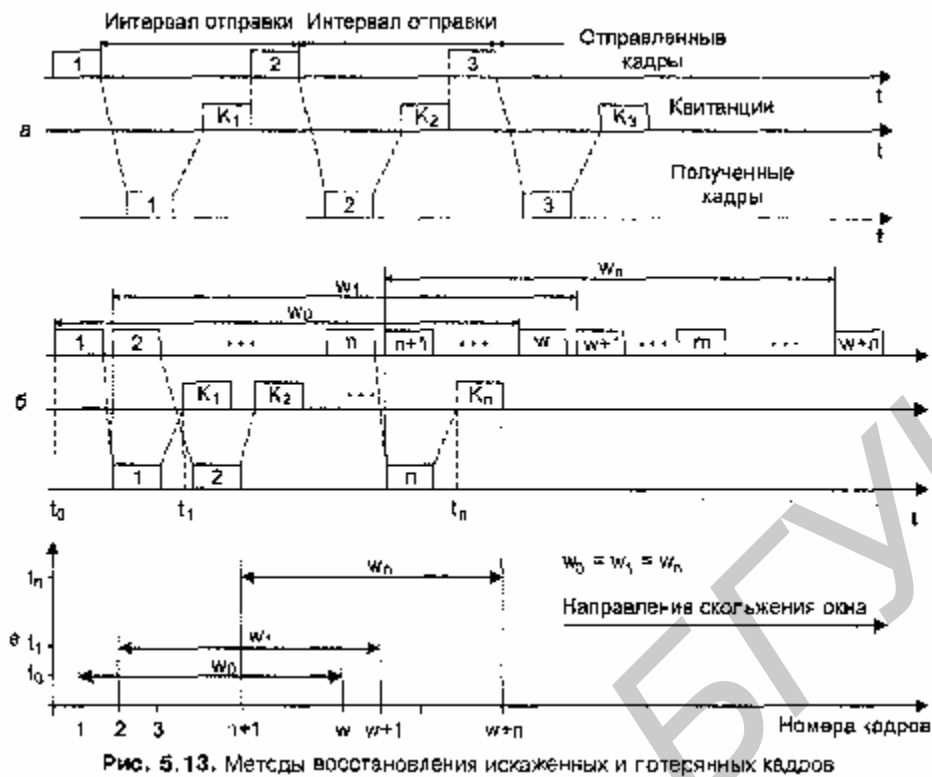 Интервал отправки Интервал отправки
Отправленные
кадры
1 2 3
t
Квитанции
а
K1 K2 K3
t
Полученные
кадры
1 2 3
t
wn
w1
w0
1 2 ... n n+1 ... w w+1 ... m ... w+n
б
K1 K2 ... Kn
1 2 n
t0 t1 tn t
tn wn
w0 = w1 = wn
Направление скольжения окна
t1 w1
t0 w0
1 2 3 n+1 w w+1 w+n Номера кадров
Рис. 5.13. Методы восстановления искаженных и потерянных кадров